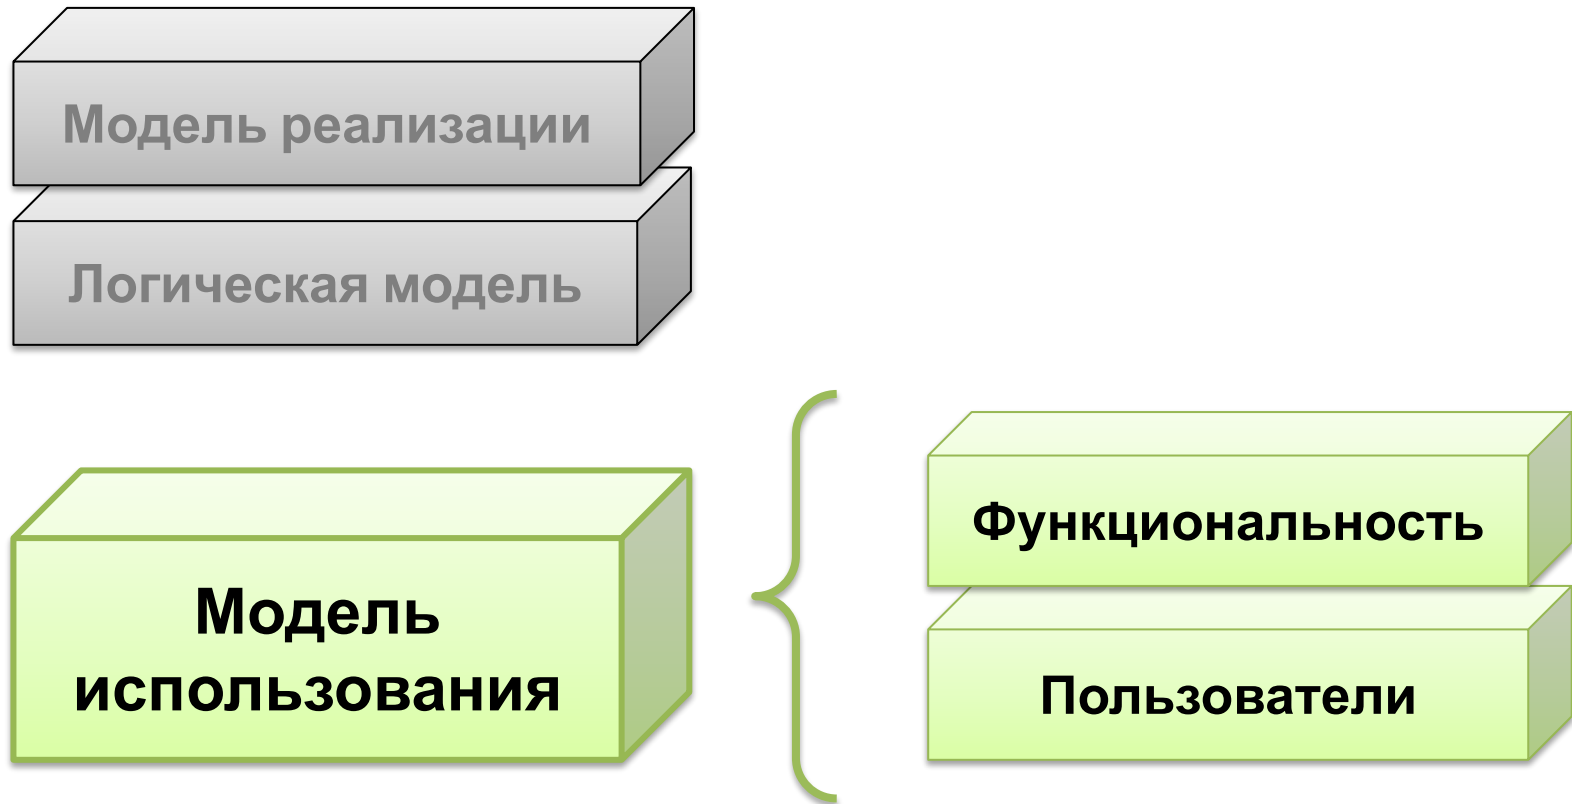 Модель реализации
Логическая модель
Модель
использования
Функциональность
Пользователи